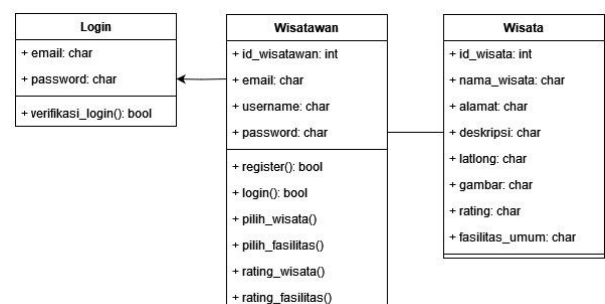 Login
+ email: char
+ password: char
+ verifikasi_login(): bool
Wisatawan
+ id_wisatawan: int
+ email: char
+ username: char
+ password: char
+ register(): bool
+ login(): bool
+ pilih_wisata()
+ pilih_fasilitas()
+ rating_wisata()
+ rating_fasilitas()
Wisata
+ id_wisata: int
+ nama_wisata: char
+ alamat: char
+ deskripsi: char
+ latlong: char
+ gambar: char
+ rating: char
+ fasilitas_umum: char